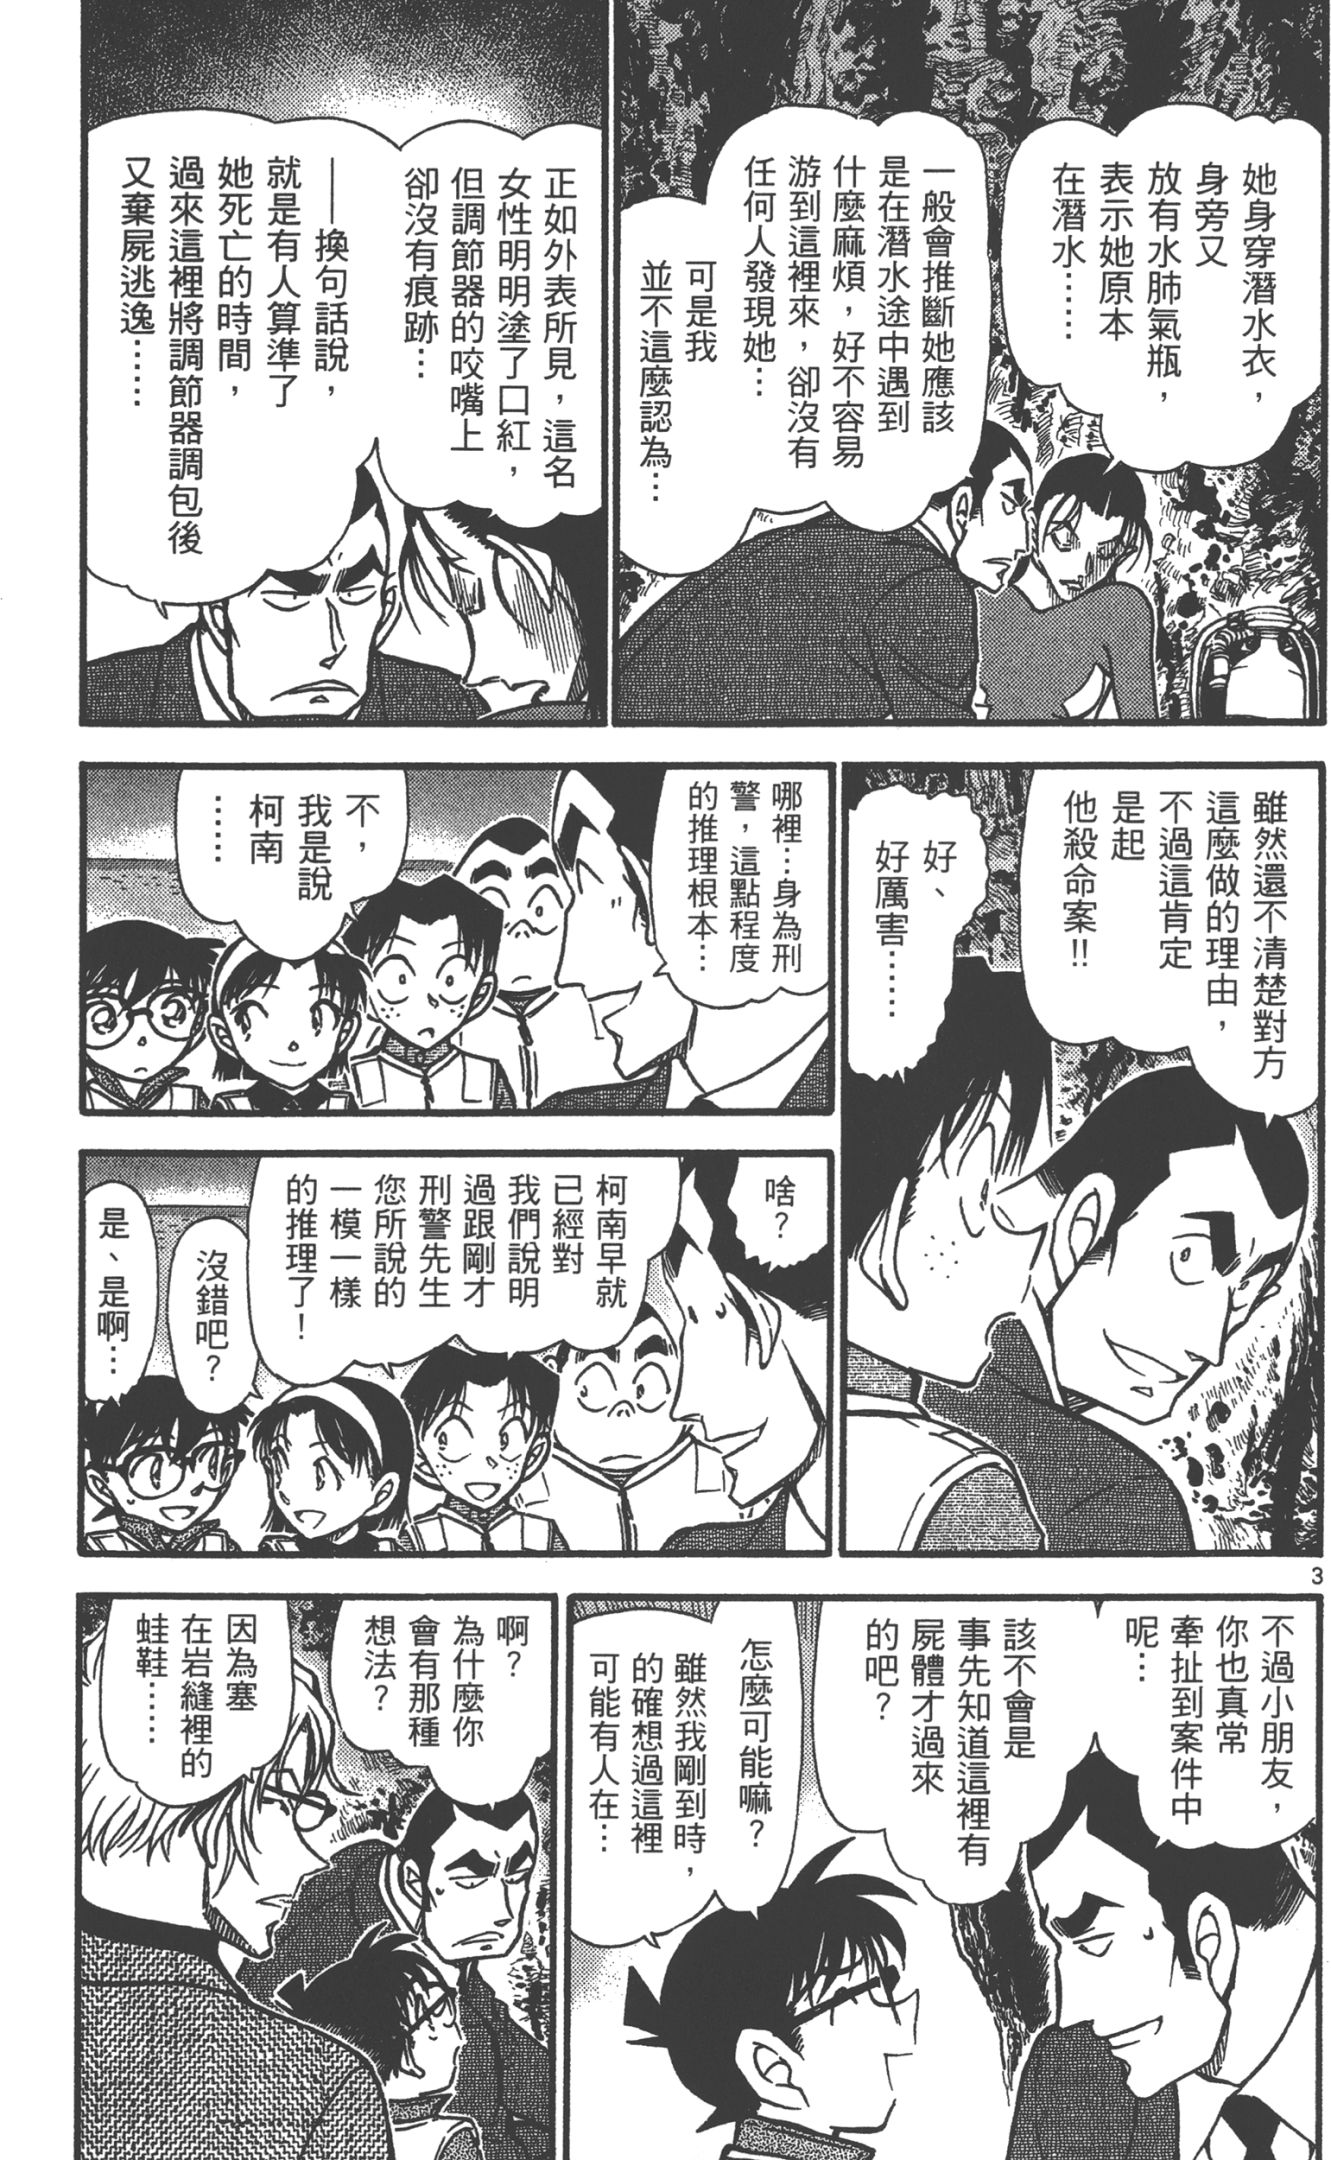 她身穿潛水衣，
身旁又
放有水肺氣瓶，
表示她原本
在潛水……
一般會推斷她應該
是在潛水途中遇到
什麼麻煩，好不容易
游到這裡來，卻沒有
任何人發現她…
可是我
並不這麼認為…
正如外表所見，這名
女性明明塗了口紅，
但調節器的咬嘴上
卻沒有痕跡…
——換句話說，
就是有人算準了
她死亡的時間，
過來這裡將調節器調包後
又棄屍逃逸……
雖然還不清楚對方
這麼做的理由，
不過這肯定
是起
他殺命案!!
好、
好厲害……
哪裡…身為刑
警，這點程度
的推理根本…
不，
我是說
柯南
……
啥？
柯南早就
已經對
我們說明
過跟剛才
刑警先生
您所說的
一模一樣
的推理了！
沒錯吧？
是、是啊…
3
不過小朋友，
你也真常
牽扯到案件中
呢…
該不會是
事先知道這裡有
屍體才過來
的吧？
怎麼可能嘛？
雖然我剛到時，
的確想過這裡
可能有人在…
啊？
為什麼你
會有那種
想法？
因為塞
在岩縫裡的
蛙鞋……